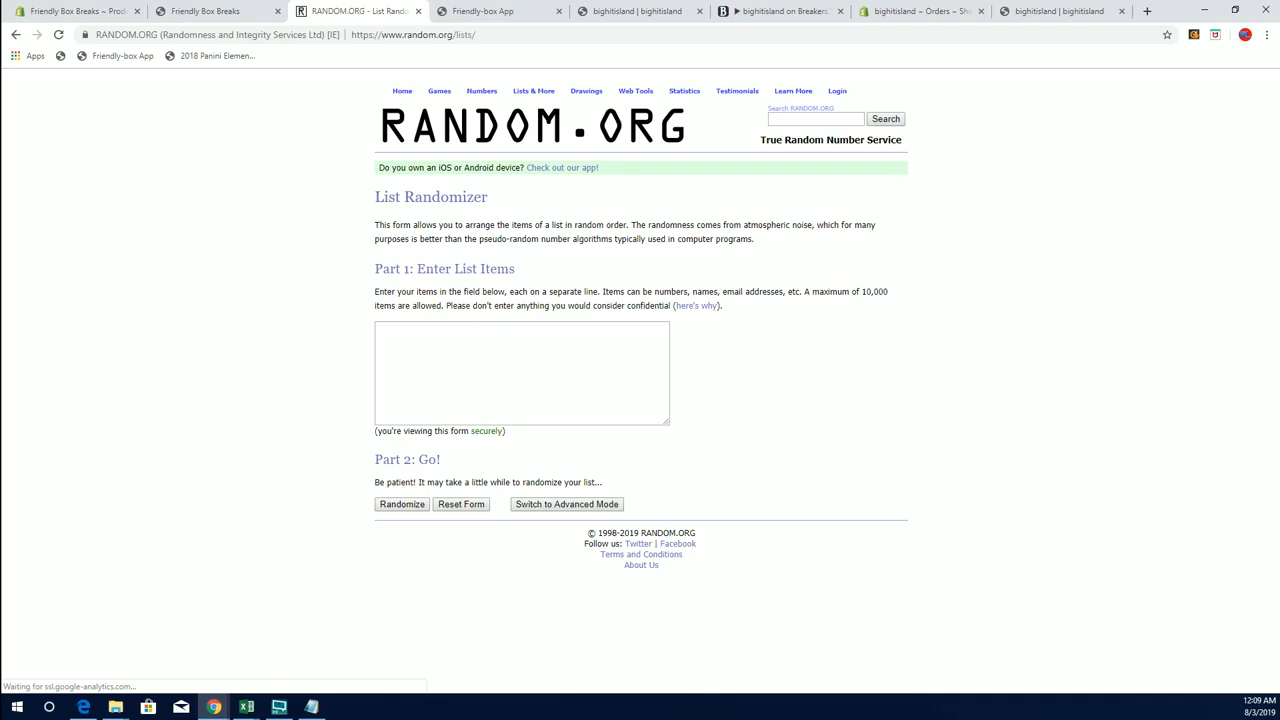 Friendly Box Breaks ~ Prod
Friendly Box Breaks
RANDOM.ORG - List Rando
Friendly-box App
bighitisland | bighitisland
bighitisland on Breakers.
bighitisland ~ Orders ~ Sho
bighitisland | bighitisland
RANDOM.ORG (Randomness and Integrity Services Ltd) [IE] | https://www.random.org/lists/
Apps
Friendly-box App
2018 Panini Elemen...
Home Games Numbers Lists & More Drawings Web Tools Statistics Testimonials Learn More Login
RANDOM.ORG
Search RANDOM.ORG
Search
True Random Number Service
Do you own an iOS or Android device? Check out our app!
List Randomizer
This form allows you to arrange the items of a list in random order. The randomness comes from atmospheric noise, which for many
purposes is better than the pseudo-random number algorithms typically used in computer programs.
Part 1: Enter List Items
Enter your items in the field below, each on a separate line. Items can be numbers, names, email addresses, etc. A maximum of 10,000
items are allowed. Please don't enter anything you would consider confidential (here's why).
(you're viewing this form securely)
Part 2: Go!
Be patient! It may take a little while to randomize your list...
Randomize Reset Form Switch to Advanced Mode
© 1998-2019 RANDOM.ORG
Follow us: Twitter | Facebook
Terms and Conditions
About Us
Waiting for ssl.google-analytics.com...
12:09 AM
8/3/2019